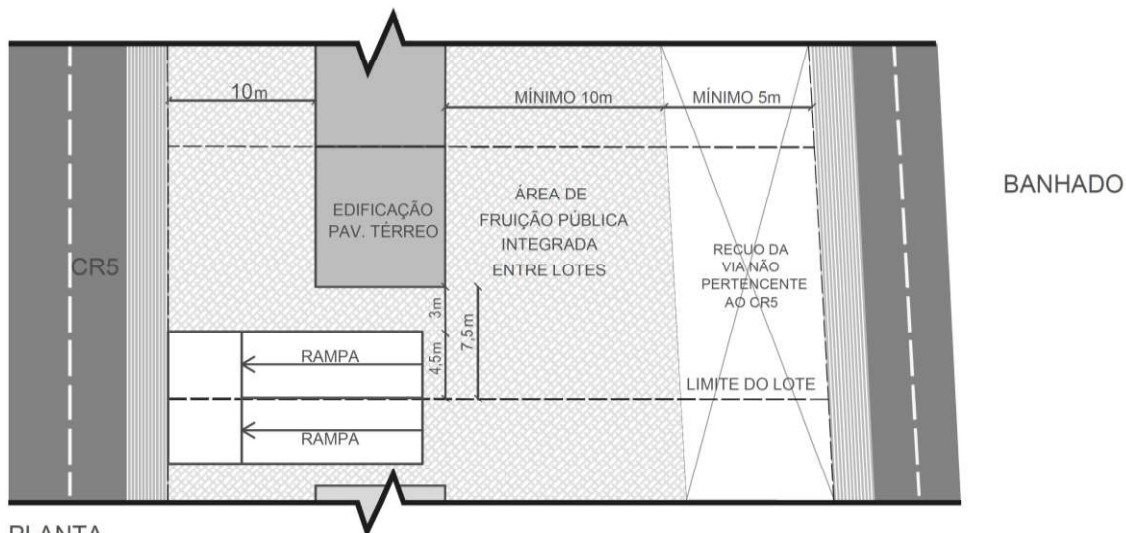 10m
MÍNIMO 10m
MÍNIMO 5m
BANHADO
EDIFICAÇÃO
PAV. TÉRREO
ÁREA DE
FRUIÇÃO PÚBLICA
INTEGRADA
ENTRE LOTES
RECUO DA
VIA NÃO
PERTENCENTE
AO CR5
CR5
3m
7,5m
4,5m
RAMPA
LIMITE DO LOTE
RAMPA
PLANTA